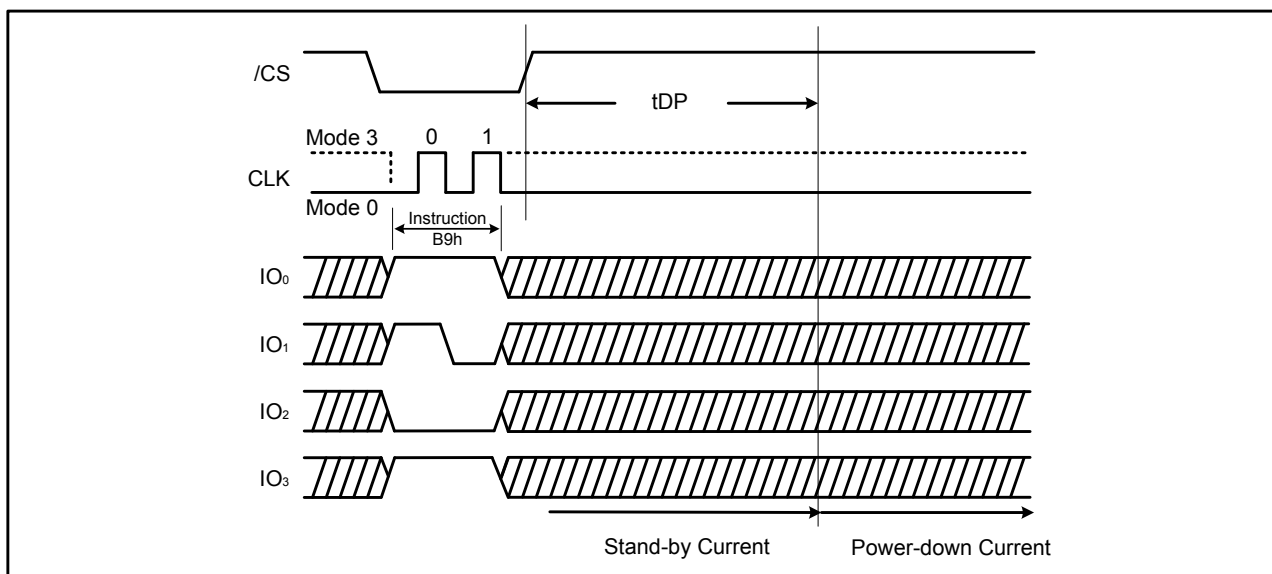 /CS
tDP
Mode 3 0 1
CLK
Mode 0
Instruction
B9h
IO₀
IO₁
IO₂
IO₃
Stand-by Current Power-down Current